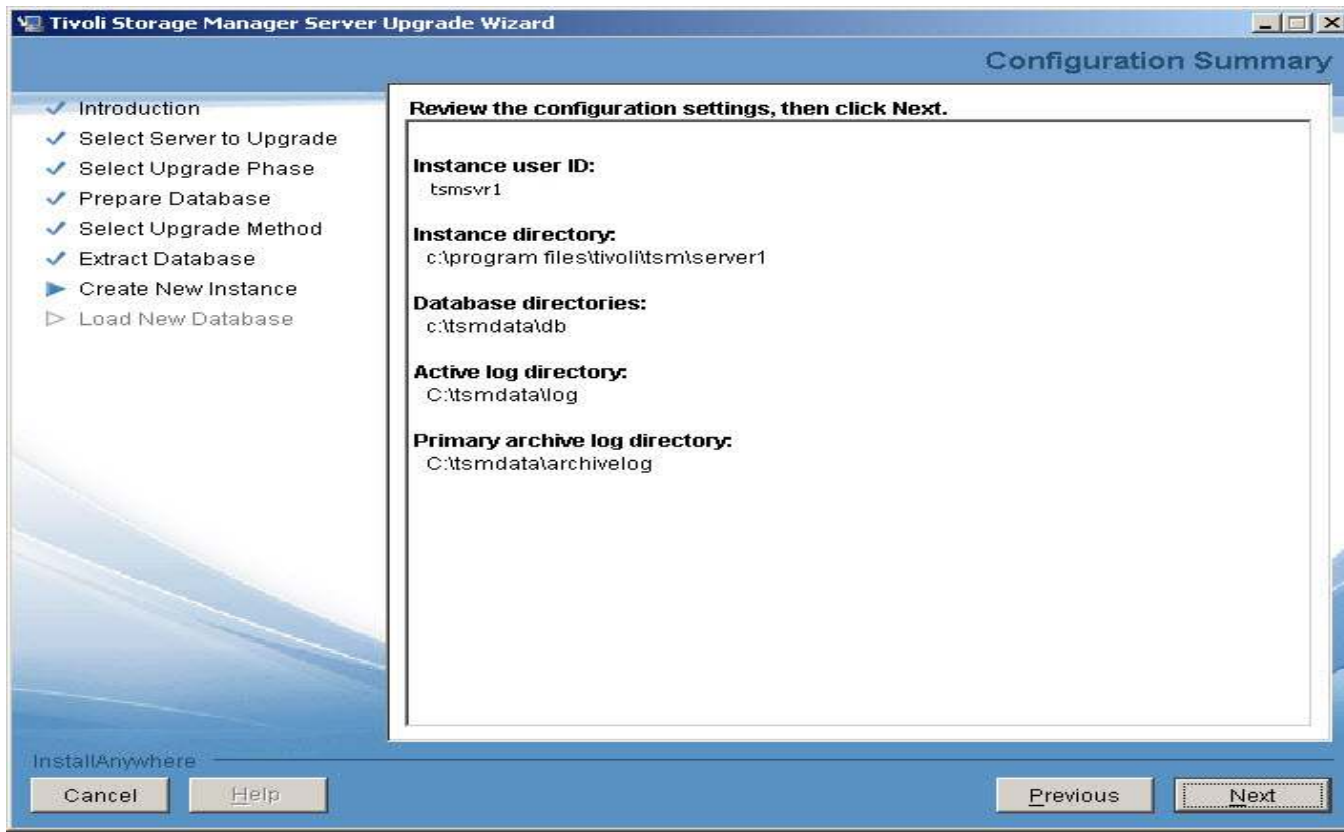 Tivoli Storage Manager Server Upgrade Wizard
Configuration Summary
Introduction
Select Server to Upgrade
Select Upgrade Phase
Prepare Database
Select Upgrade Method
Extract Database
Create New Instance
Load New Database
Review the configuration settings, then click Next.
Instance user ID:
tsmsvr1
Instance directory:
c:\program files\tivoli\tsm\server1
Database directories:
c:\tsmdata\db
Active log directory:
C:\tsmdata\log
Primary archive log directory:
C:\tsmdata\archivelog
InstallAnywhere
Cancel
Help
Previous
Next